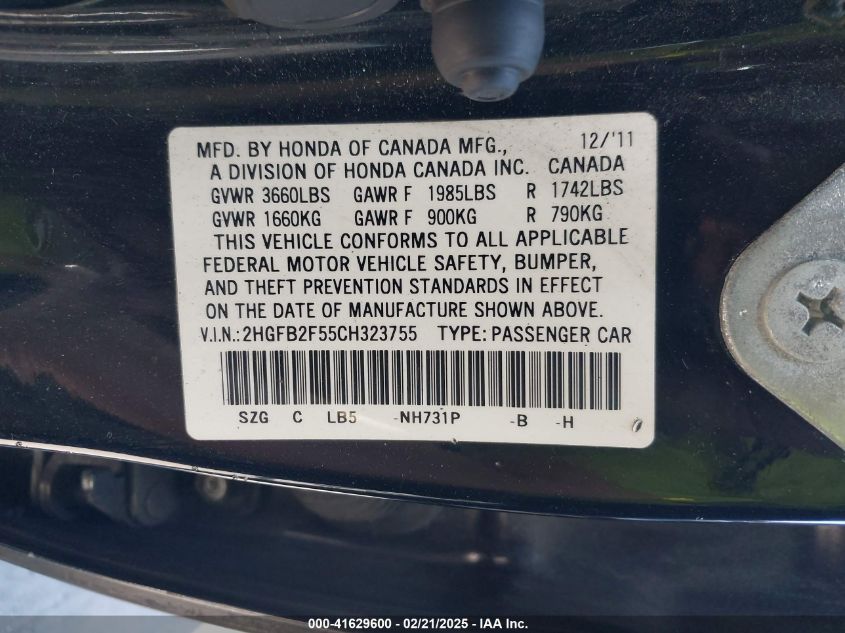 MFD. BY HONDA OF CANADA MFG., 12/'11
A DIVISION OF HONDA CANADA INC. CANADA
GVWR 3660LBS GAWR F 1985LBS R 1742LBS
GVWR 1660KG GAWR F 900KG R 790KG
THIS VEHICLE CONFORMS TO ALL APPLICABLE
FEDERAL MOTOR VEHICLE SAFETY, BUMPER,
AND THEFT PREVENTION STANDARDS IN EFFECT
ON THE DATE OF MANUFACTURE SHOWN ABOVE.
V.I.N.: 2HGFB2F55CH323755 TYPE: PASSENGER CAR
SZG C LB5 -NH731P -B -H
000-41629600 - 02/21/2025 - IAA Inc.